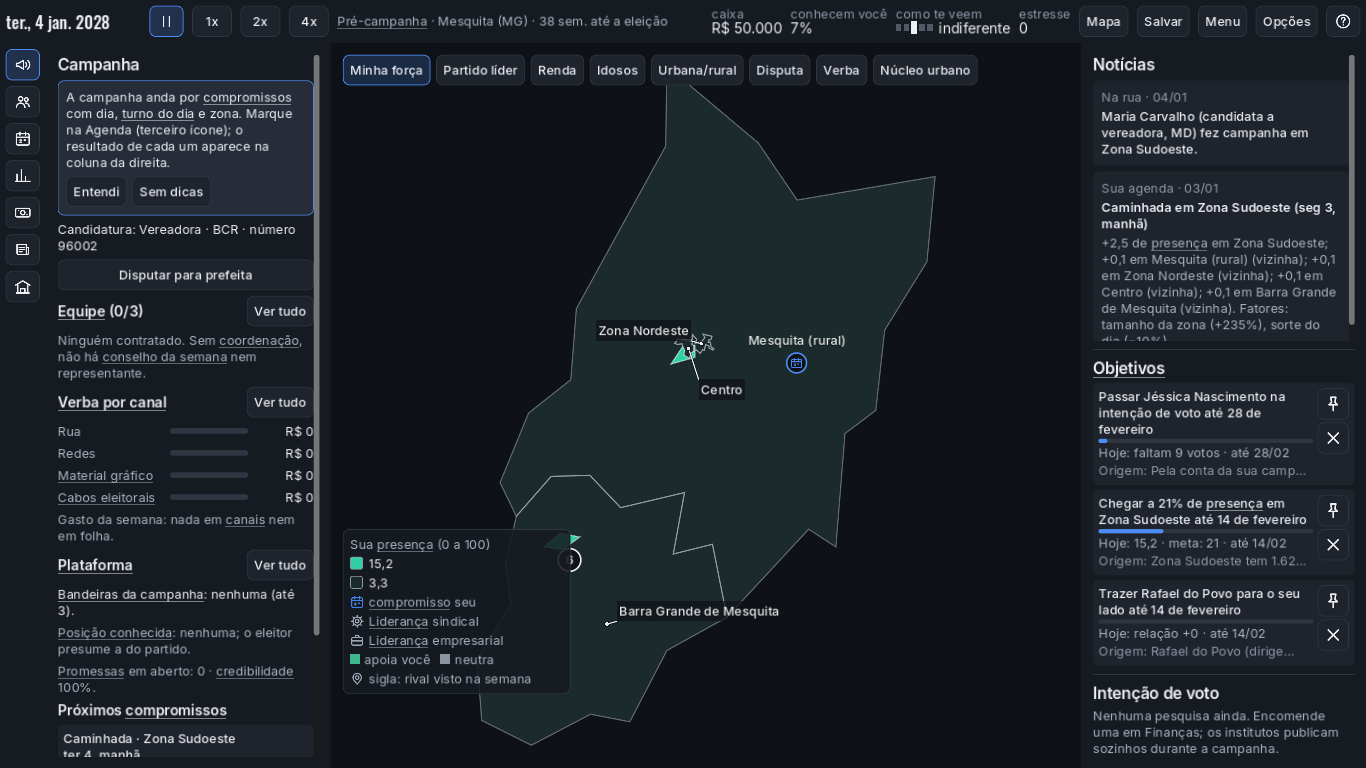 ter., 4 jan. 2028
1x
2x
4x
Pré-campanha · Mesquita (MG) · 38 sem. até a eleição
caixa
R$ 50.000
conhecem você
7%
como te veem
indiferente
estresse
0
Mapa
Salvar
Menu
Opções
Campanha
A campanha anda por compromissos
com dia, turno do dia e zona. Marque
na Agenda (terceiro ícone); o
resultado de cada um aparece na
coluna da direita.
Entendi
Sem dicas
Candidatura: Vereadora · BCR · número
96002
Disputar para prefeita
Equipe (0/3)
Ver tudo
Ninguém contratado. Sem coordenação,
não há conselho da semana nem
representante.
Verba por canal
Ver tudo
Rua R$ 0
Redes R$ 0
Material gráfico R$ 0
Cabos eleitorais R$ 0
Gasto da semana: nada em canais nem
em folha.
Plataforma
Ver tudo
Bandeiras da campanha: nenhuma (até
3).
Posição conhecida: nenhuma; o eleitor
presume a do partido.
Promessas em aberto: 0 · credibilidade
100%.
Próximos compromissos
Caminhada · Zona Sudoeste
ter 4, manhã
Minha força
Partido líder
Renda
Idosos
Urbana/rural
Disputa
Verba
Núcleo urbano
Zona Nordeste
Mesquita (rural)
Centro
Barra Grande de Mesquita
Sua presença (0 a 100)
15,2
3,3
compromisso seu
Liderança sindical
Liderança empresarial
apoia você
neutra
sigla: rival visto na semana
Notícias
Na rua · 04/01
Maria Carvalho (candidata a
vereadora, MD) fez campanha em
Zona Sudoeste.
Sua agenda · 03/01
Caminhada em Zona Sudoeste (seg 3,
manhã)
+2,5 de presença em Zona Sudoeste;
+0,1 em Mesquita (rural) (vizinha); +0,1
em Zona Nordeste (vizinha); +0,1 em
Centro (vizinha); +0,1 em Barra Grande
de Mesquita (vizinha). Fatores:
tamanho da zona (+235%), sorte do
dia (−10%)
Objetivos
Passar Jéssica Nascimento na
intenção de voto até 28 de
fevereiro
Hoje: faltam 9 votos · até 28/02
Origem: Pela conta da sua camp...
Chegar a 21% de presença em
Zona Sudoeste até 14 de fevereiro
Hoje: 15,2 · meta: 21 · até 14/02
Origem: Zona Sudoeste tem 1.62...
Trazer Rafael do Povo para o seu
lado até 14 de fevereiro
Hoje: relação +0 · até 14/02
Origem: Rafael do Povo (dirige...
Intenção de voto
Nenhuma pesquisa ainda. Encomende
uma em Finanças; os institutos publicam
sozinhos durante a campanha.